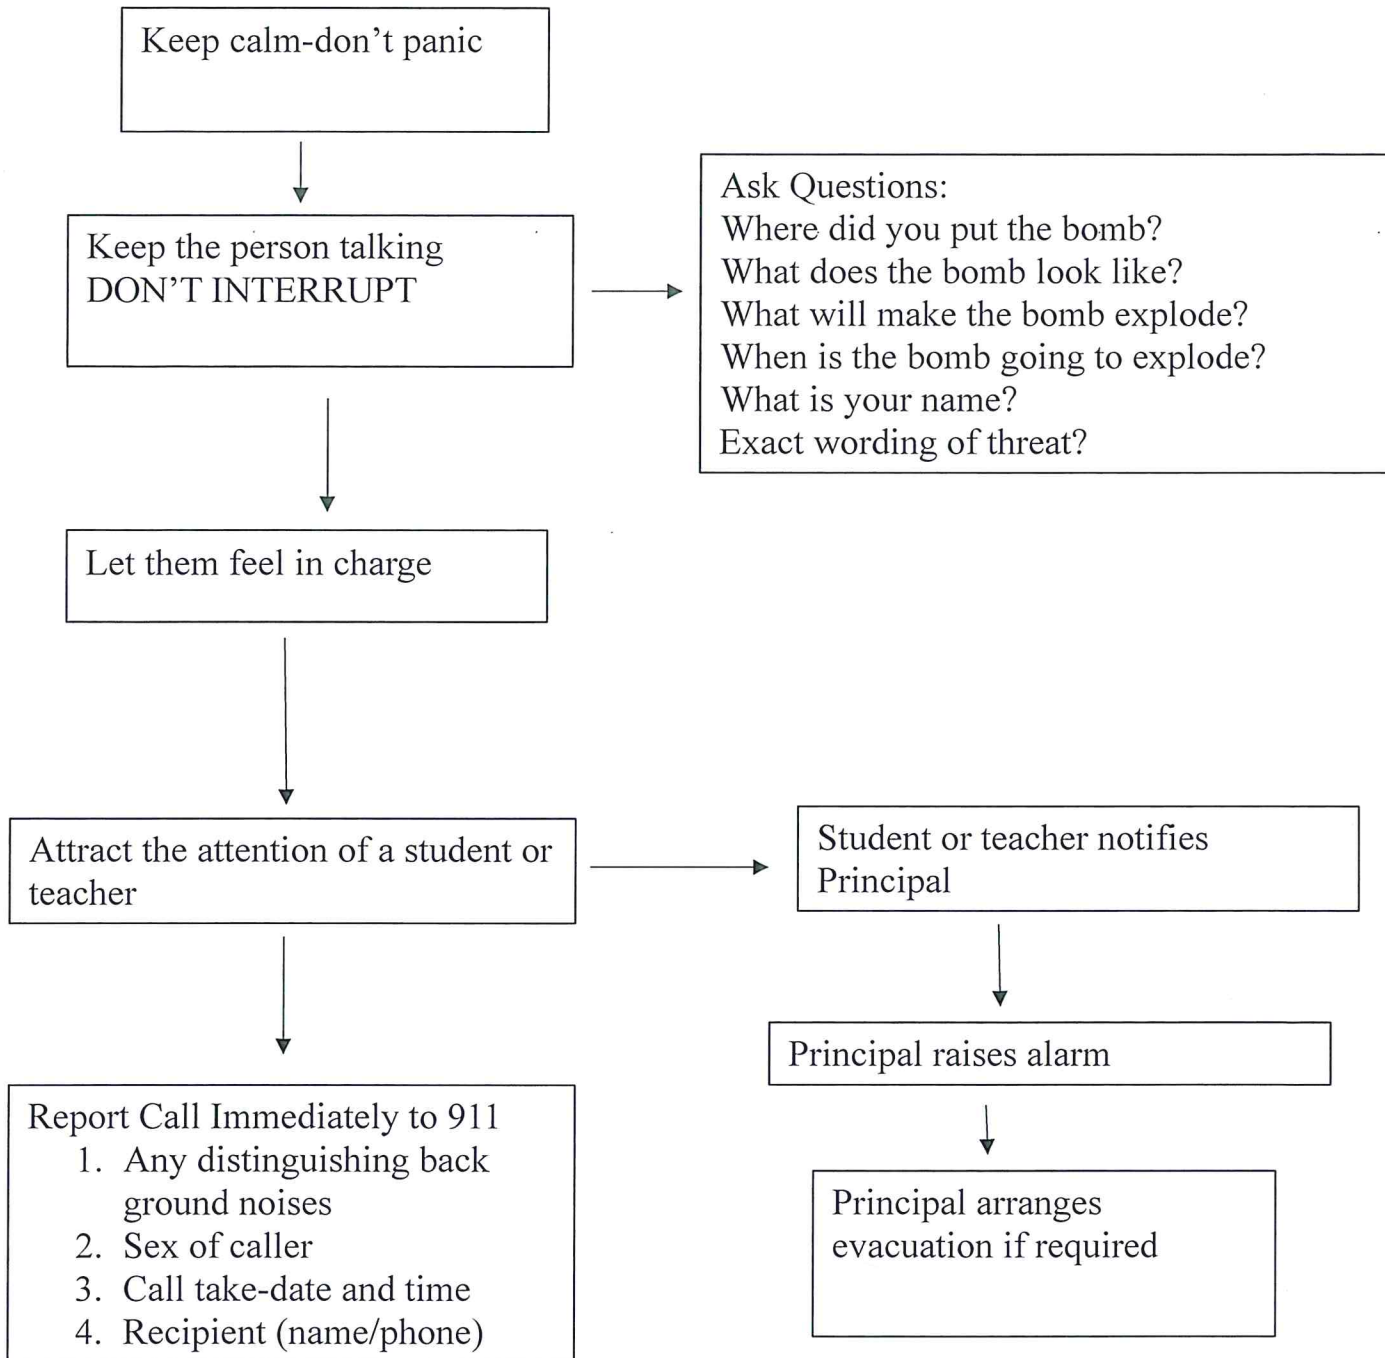 Keep calm-don't panic
Keep the person talking
DON'T INTERRUPT
Ask Questions:
Where did you put the bomb?
What does the bomb look like?
What will make the bomb explode?
When is the bomb going to explode?
What is your name?
Exact wording of threat?
Let them feel in charge
Attract the attention of a student or
teacher
Student or teacher notifies
Principal
Principal raises alarm
Principal arranges
evacuation if required
Report Call Immediately to 911
1. Any distinguishing back
ground noises
2. Sex of caller
3. Call take-date and time
4. Recipient (name/phone)